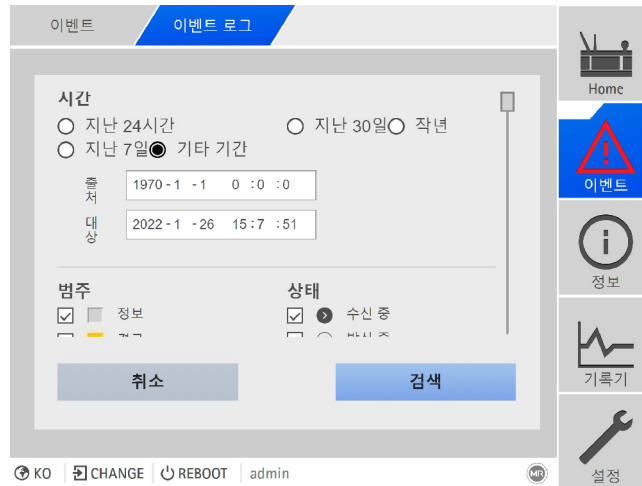 이벤트
이벤트 로그
시간
지난 24시간
지난 30일
작년
지난 7일
기타 기간
출처
1970 - 1 - 1 0 : 0 : 0
대상
2022 - 1 - 26 15 : 7 : 51
범주
상태
정보
수신 중
취소
검색
KO
CHANGE
REBOOT
admin
MR
Home
이벤트
정보
기록기
설정